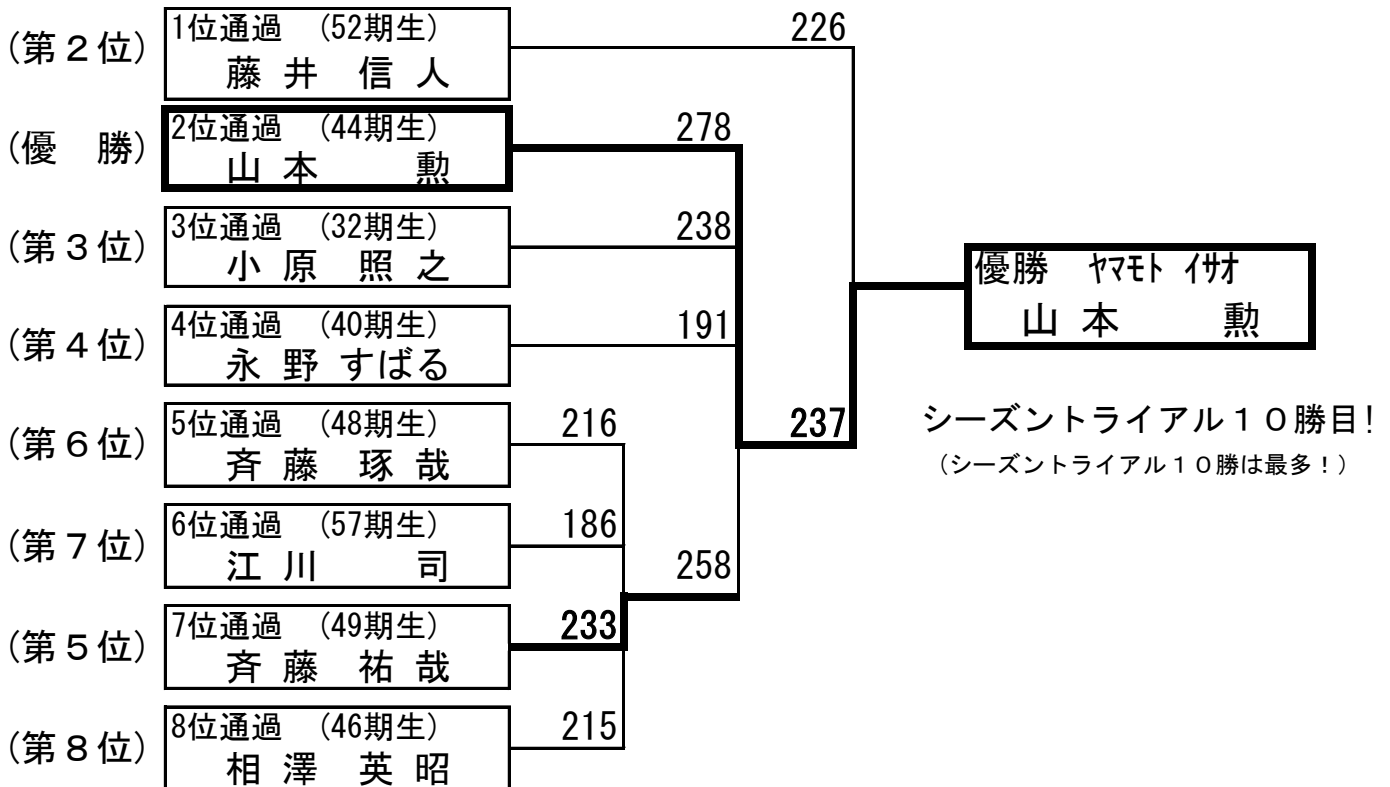 (第２位)
1位通過 (52期生)
藤井 信人
226
(優 勝)
2位通過 (44期生)
山本 勲
278
(第３位)
3位通過 (32期生)
小原 照之
238
優勝 ﾔﾏﾓﾄ ｲｻｵ
山本 勲
(第４位)
4位通過 (40期生)
永野 すばる
191
(第６位)
5位通過 (48期生)
斉藤 琢哉
216
237
シーズントライアル１０勝目!
(シーズントライアル１０勝は最多！)
(第７位)
6位通過 (57期生)
江川 司
186
258
(第５位)
7位通過 (49期生)
斉藤 祐哉
233
(第８位)
8位通過 (46期生)
相澤 英昭
215